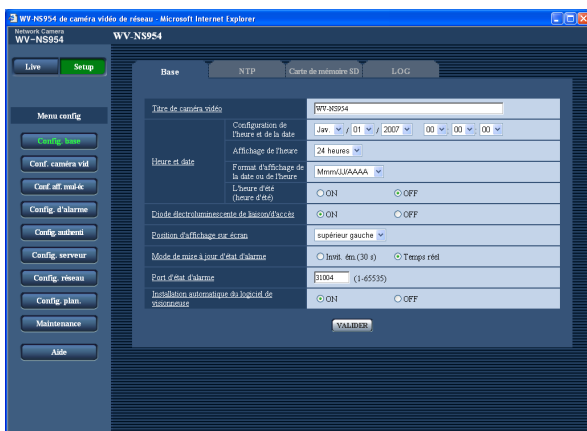 WV-NS954 de caméra vidéo de réseau - Microsoft Internet Explorer
Network Camera
WV-NS954
WV-NS954
Live
Setup
Base
NTP
Carte de mémoire SD
LOG
Menu config
Config. base
Conf. caméra vid
Conf. aff. mul-éc
Config. d'alarme
Config. authenti
Config. serveur
Config. réseau
Config. plan.
Maintenance
Aide
Titre de caméra vidéo
WV-NS954
Heure et date
Configuration de
l'heure et de la date
Jav. / 01 / 2007 00 : 00 : 00
Affichage de l'heure
24 heures
Format d'affichage de
la date ou de l'heure
Mmm/JJ/AAAA
L'heure d'été
(heure d'été)
ON
OFF
Diode électroluminescente de liaison/d'accès
ON
OFF
Position d'affichage sur écran
supérieur gauche
Mode de mise à jour d'état d'alarme
Invit. ém.(30 s)
Temps réel
Port d'état d'alarme
31004 (1-65535)
Installation automatique du logiciel de
visionneuse
ON
OFF
VALIDER